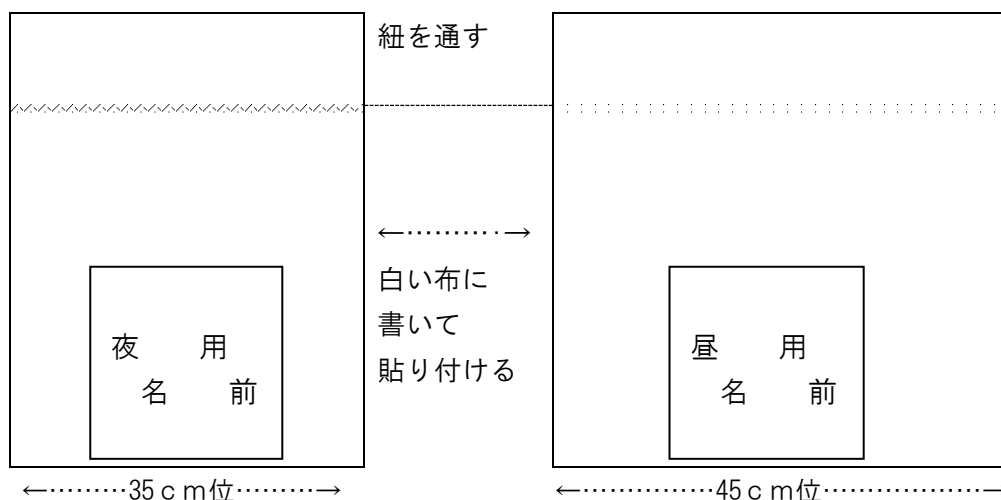 紐を通す
←‥‥‥‥‥→
白い布に
書いて
貼り付ける
夜　　用
名　　前
昼　　用
名　　前
←‥‥‥‥35ｃｍ位‥‥‥‥→
←‥‥‥‥‥‥‥45ｃｍ位‥‥‥‥‥‥‥‥→